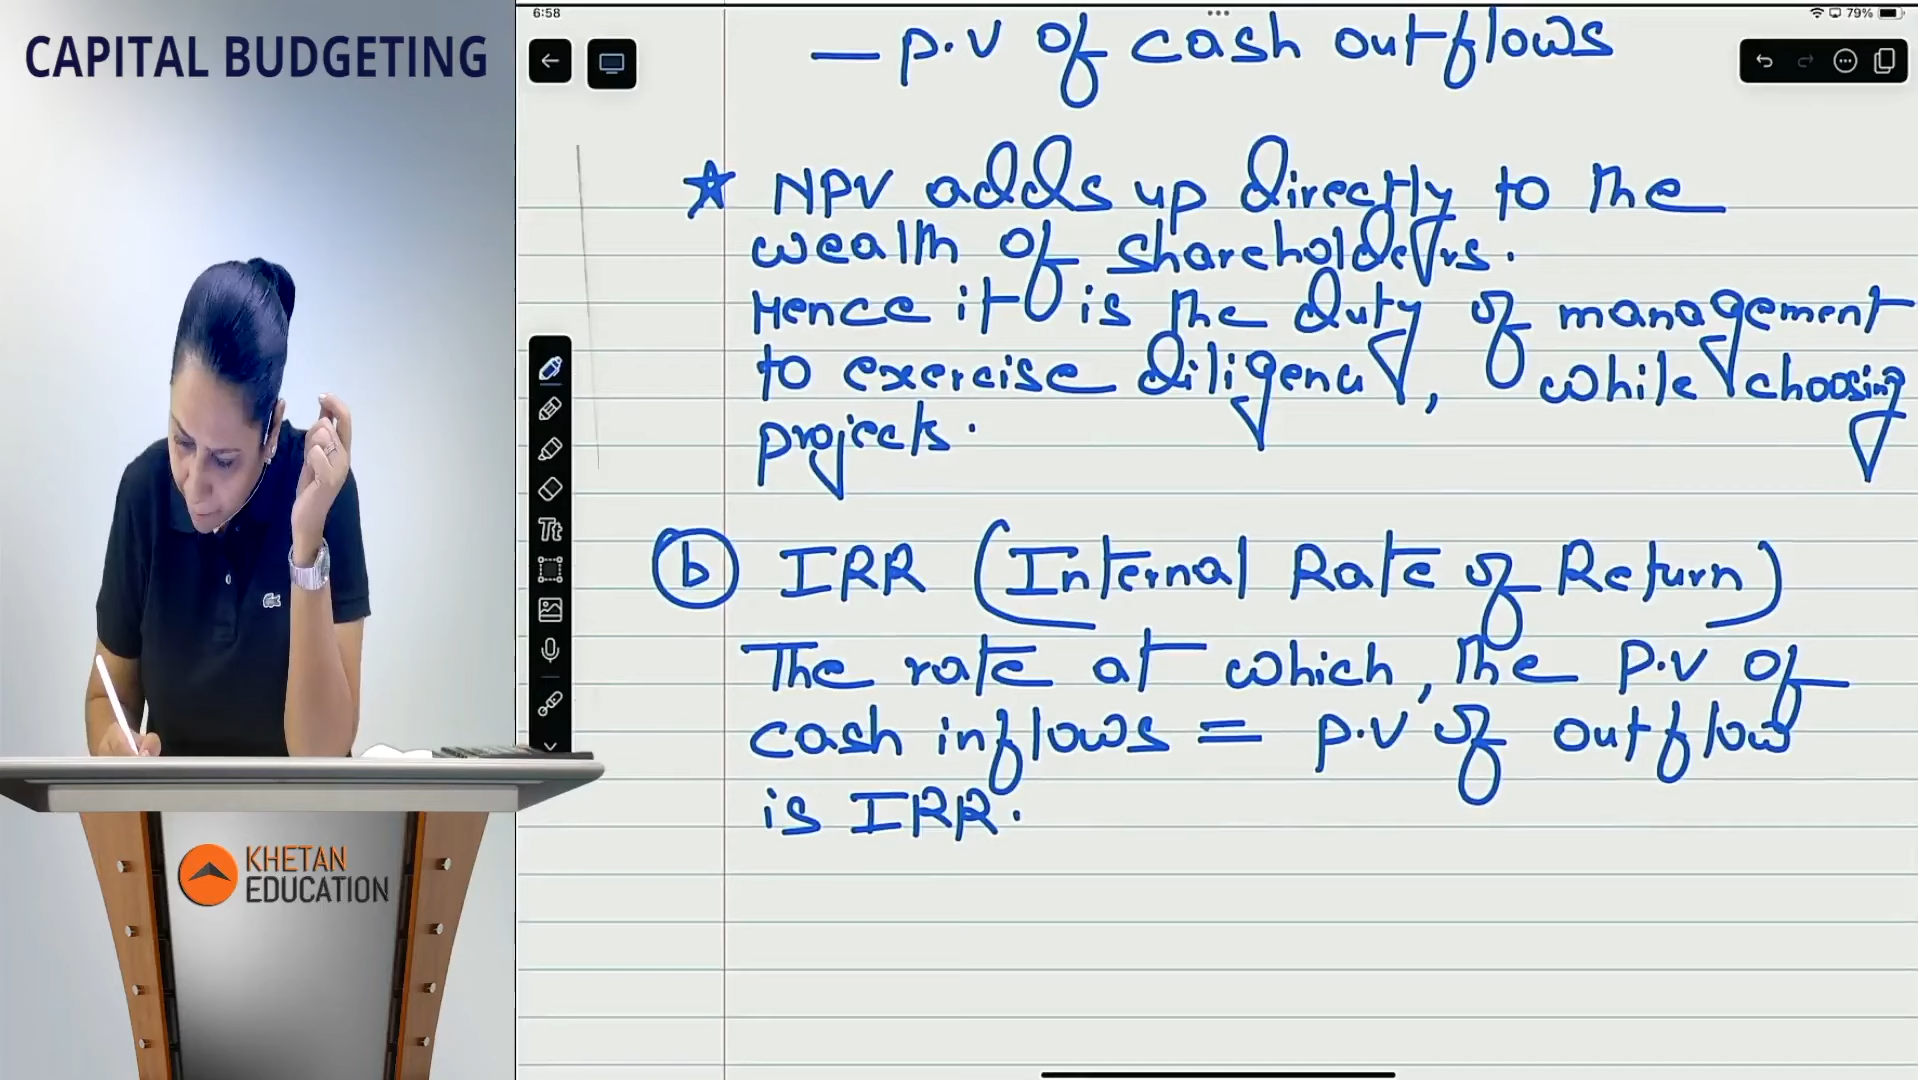 CAPITAL BUDGETING
6:58
79%
— P.V of cash outflows
☆ NPV adds up directly to the
wealth of shareholders.
Hence it is the duty of management
to exercise diligence, while choosing
projects.
Tt
b IRR (Internal Rate of Return)
The rate at which, the P.V of
cash inflows = P.V of outflow
is IRR.
KHETAN
EDUCATION